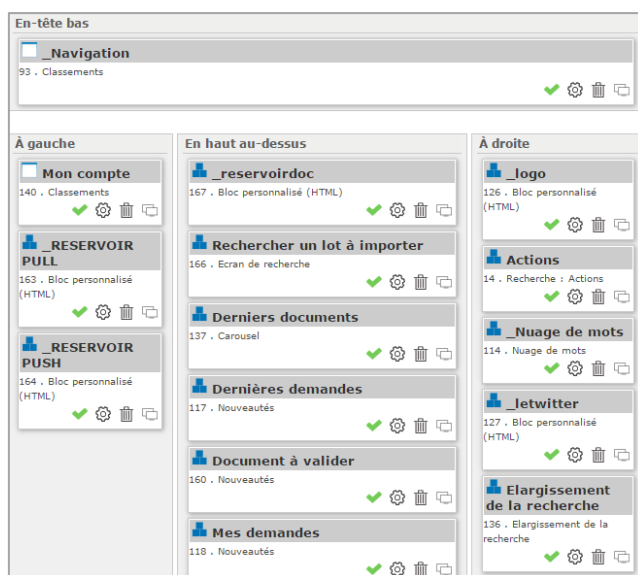 En-tête bas
_Navigation
93 . Classements
À gauche
Mon compte
140 . Classements
_RESERVOIR
PULL
163 . Bloc personnalisé
(HTML)
_RESERVOIR
PUSH
164 . Bloc personnalisé
(HTML)
En haut au-dessus
_reservoirdoc
167 . Bloc personnalisé (HTML)
Rechercher un lot à importer
166 . Ecran de recherche
Derniers documents
137 . Carousel
Dernières demandes
117 . Nouveautés
Document à valider
160 . Nouveautés
Mes demandes
118 . Nouveautés
À droite
_logo
126 . Bloc personnalisé
(HTML)
Actions
14 . Recherche : Actions
_Nuage de mots
114 . Nuage de mots
_letwitter
127 . Bloc personnalisé
(HTML)
Elargissement
de la recherche
136 . Elargissement de la
recherche